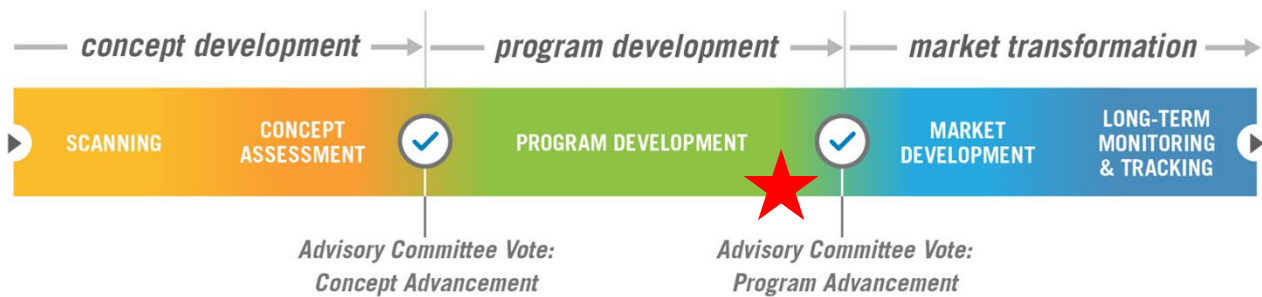 concept development
program development
market transformation
SCANNING
CONCEPT
ASSESSMENT
PROGRAM DEVELOPMENT
MARKET
DEVELOPMENT
LONG-TERM
MONITORING
& TRACKING
Advisory Committee Vote:
Concept Advancement
Advisory Committee Vote:
Program Advancement